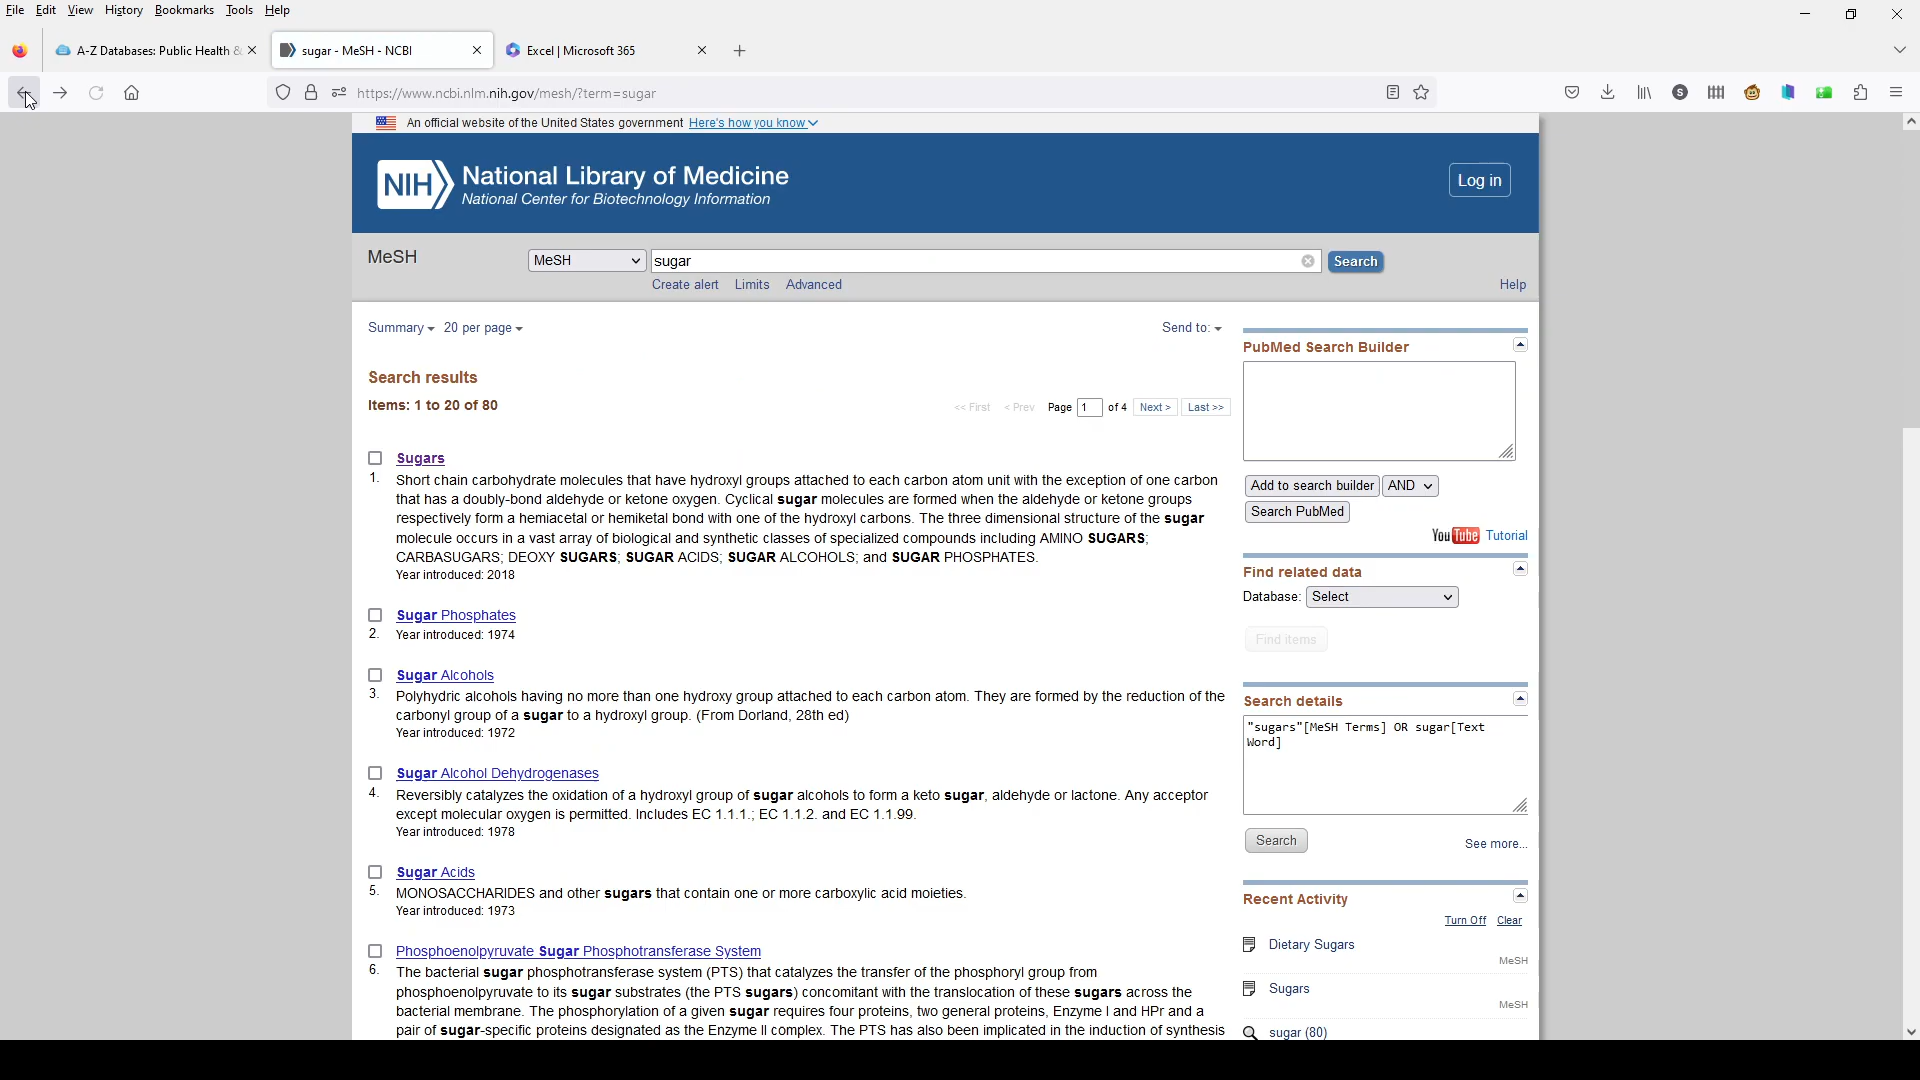 File Edit View History Bookmarks Tools Help
A-Z Databases: Public Health &
sugar - MeSH - NCBI
Excel | Microsoft 365
https://www.ncbi.nlm.nih.gov/mesh/?term=sugar
An official website of the United States government Here's how you know
NIH National Library of Medicine
National Center for Biotechnology Information
Log in
MeSH
MeSH
sugar
Search
Create alert Limits Advanced
Help
Summary 20 per page
Send to:
Search results
Items: 1 to 20 of 80
<< First < Prev Page 1 of 4 Next > Last >>
Sugars
1. Short chain carbohydrate molecules that have hydroxyl groups attached to each carbon atom unit with the exception of one carbon
that has a doubly-bond aldehyde or ketone oxygen. Cyclical sugar molecules are formed when the aldehyde or ketone groups
respectively form a hemiacetal or hemiketal bond with one of the hydroxyl carbons. The three dimensional structure of the sugar
molecule occurs in a vast array of biological and synthetic classes of specialized compounds including AMINO SUGARS;
CARBASUGARS; DEOXY SUGARS; SUGAR ACIDS; SUGAR ALCOHOLS; and SUGAR PHOSPHATES.
Year introduced: 2018
Sugar Phosphates
2. Year introduced: 1974
Sugar Alcohols
3. Polyhydric alcohols having no more than one hydroxy group attached to each carbon atom. They are formed by the reduction of the
carbonyl group of a sugar to a hydroxyl group. (From Dorland, 28th ed)
Year introduced: 1972
Sugar Alcohol Dehydrogenases
4. Reversibly catalyzes the oxidation of a hydroxyl group of sugar alcohols to form a keto sugar, aldehyde or lactone. Any acceptor
except molecular oxygen is permitted. Includes EC 1.1.1.; EC 1.1.2. and EC 1.1.99.
Year introduced: 1978
Sugar Acids
5. MONOSACCHARIDES and other sugars that contain one or more carboxylic acid moieties.
Year introduced: 1973
Phosphoenolpyruvate Sugar Phosphotransferase System
6. The bacterial sugar phosphotransferase system (PTS) that catalyzes the transfer of the phosphoryl group from
phosphoenolpyruvate to its sugar substrates (the PTS sugars) concomitant with the translocation of these sugars across the
bacterial membrane. The phosphorylation of a given sugar requires four proteins, two general proteins, Enzyme I and HPr and a
pair of sugar-specific proteins designated as the Enzyme II complex. The PTS has also been implicated in the induction of synthesis
PubMed Search Builder
Add to search builder AND
Search PubMed
YouTube Tutorial
Find related data
Database: Select
Find items
Search details
"sugars"[MeSH Terms] OR sugar[Text
Word]
Search
See more...
Recent Activity
Turn Off Clear
Dietary Sugars
MeSH
Sugars
MeSH
sugar (80)